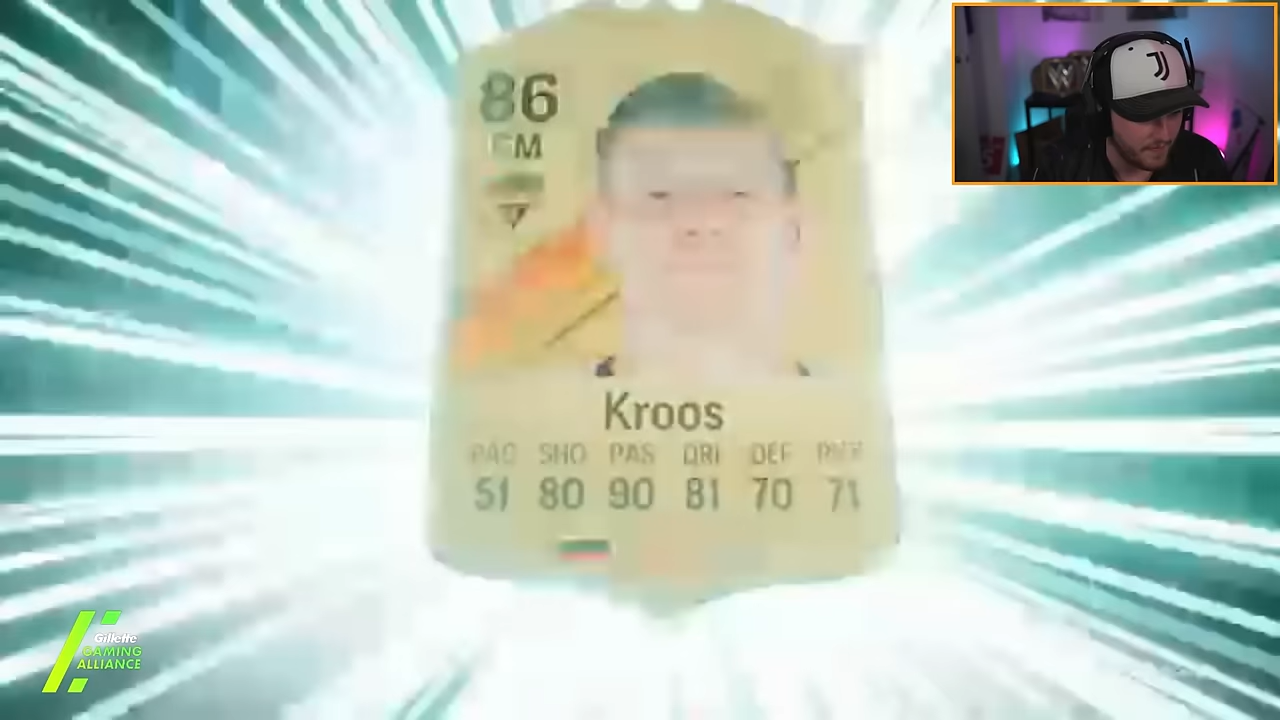 86
CM
Kroos
PAC SHO PAS DRI DEF PHY
51 80 90 81 70 71
Gillette
GAMING
ALLIANCE